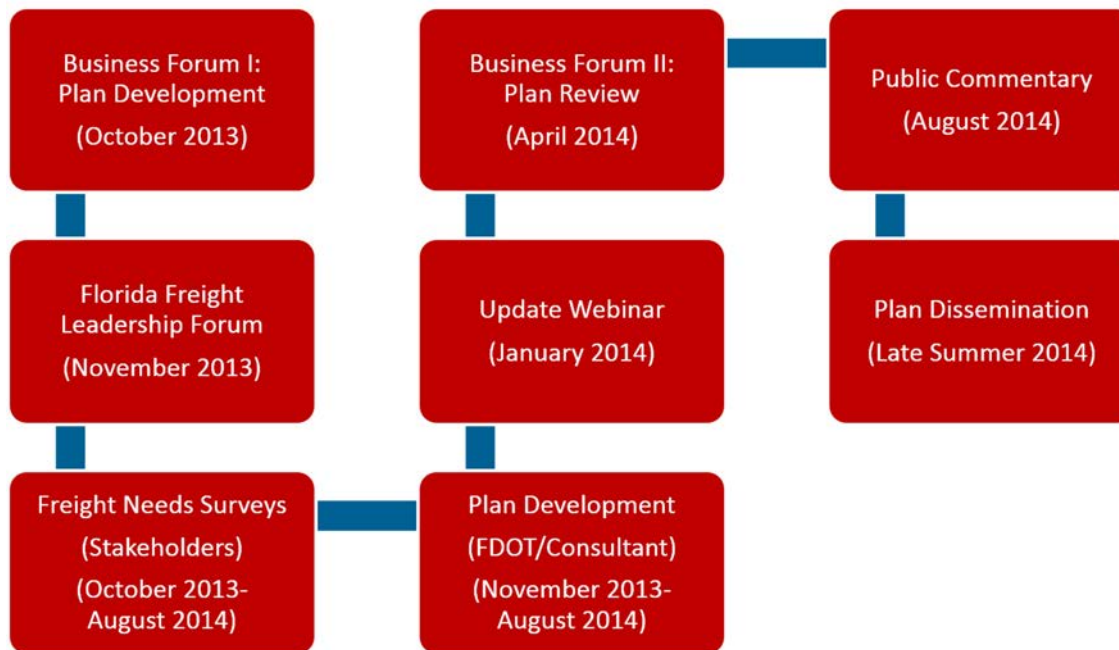 Business Forum I:
Plan Development
(October 2013)
Florida Freight
Leadership Forum
(November 2013)
Freight Needs Surveys
(Stakeholders)
(October 2013-
August 2014)
Plan Development
(FDOT/Consultant)
(November 2013-
August 2014)
Update Webinar
(January 2014)
Business Forum II:
Plan Review
(April 2014)
Public Commentary
(August 2014)
Plan Dissemination
(Late Summer 2014)